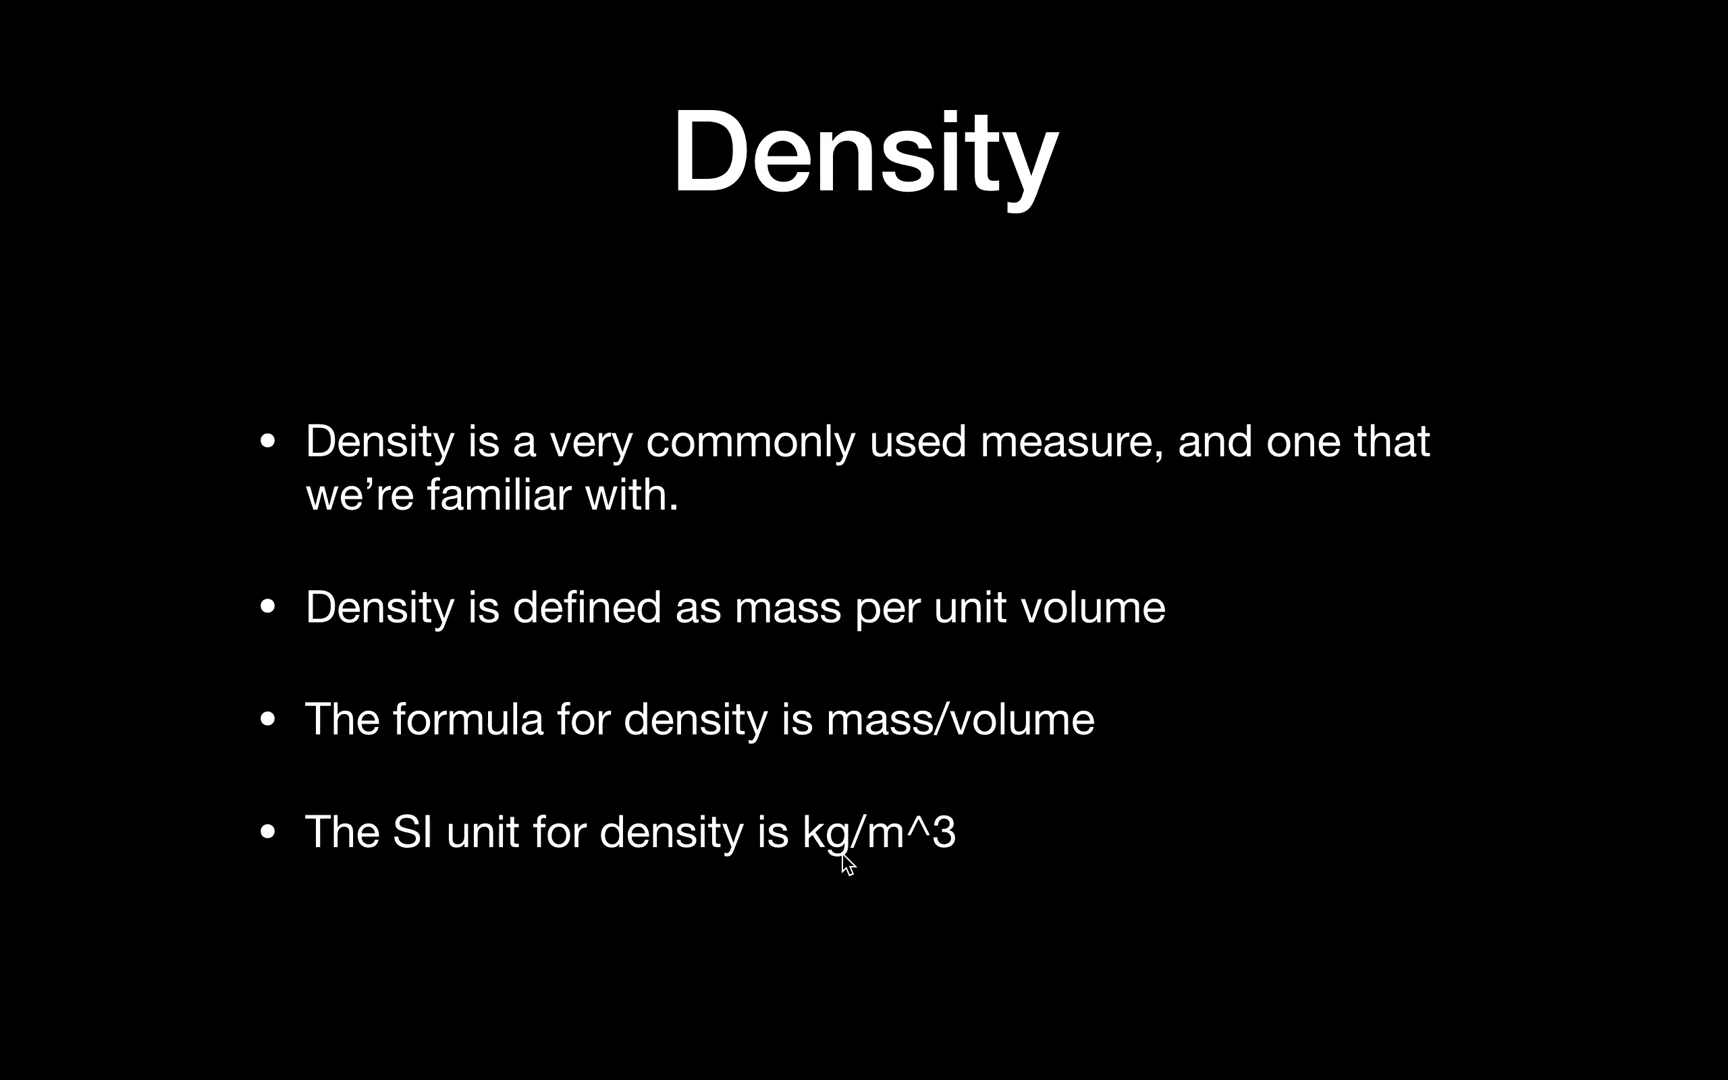 Density
• Density is a very commonly used measure, and one that
we’re familiar with.
• Density is defined as mass per unit volume
• The formula for density is mass/volume
• The SI unit for density is kg/m^3